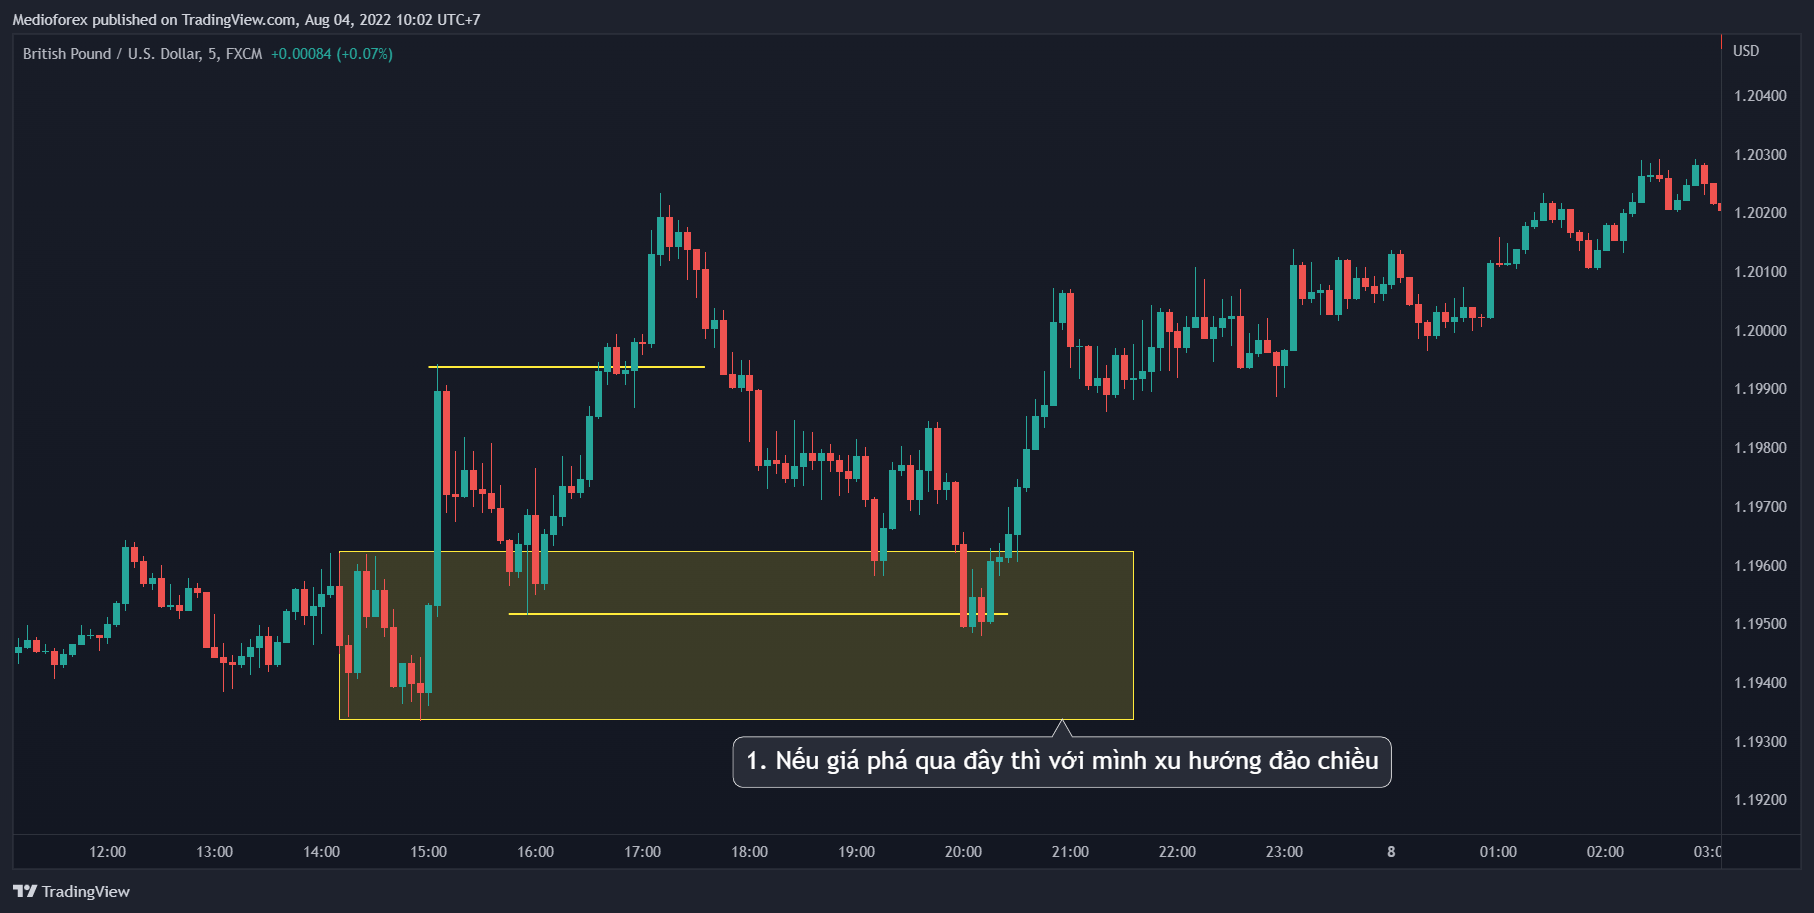 Medioforex published on TradingView.com, Aug 04, 2022 10:02 UTC+7
British Pound / U.S. Dollar, 5, FXCM +0.00084 (+0.07%)
USD
1.20400
1.20300
1.20200
1.20100
1.20000
1.19900
1.19800
1.19700
1.19600
1.19500
1.19400
1.19300
1.19200
1. Nếu giá phá qua đây thì với mình xu hướng đảo chiều
12:00 13:00 14:00 15:00 16:00 17:00 18:00 19:00 20:00 21:00 22:00 23:00 8 01:00 02:00 03:0
TradingView